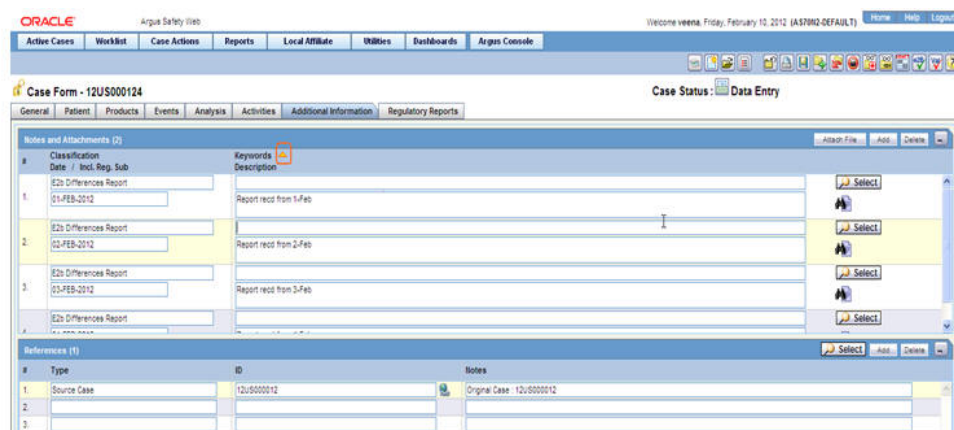 ORACLE Argus Safety Web Welcome veena, Friday, February 10, 2012 (AS70N2-DEFAULT) Home Help Logout
Active Cases Worklist Case Actions Reports Local Affiliate Utilities Dashboards Argus Console
Case Form - 12US000124 Case Status: Data Entry
General Patient Products Events Analysis Activities Additional Information Regulatory Reports
Notes and Attachments (2) Attach File Add Delete
# Classification Keywords
Date / Incl. Reg. Sub Description
E2b Differences Report Select
1. 01-FEB-2012 Report recd from 1-Feb
E2b Differences Report Select
2. 02-FEB-2012 Report recd from 2-Feb
E2b Differences Report Select
3. 03-FEB-2012 Report recd from 3-Feb
E2b Differences Report Select
References (1) Select Add Delete
# Type ID Notes
1. Source Case 12US000012 Original Case : 12US000012
2.
3.